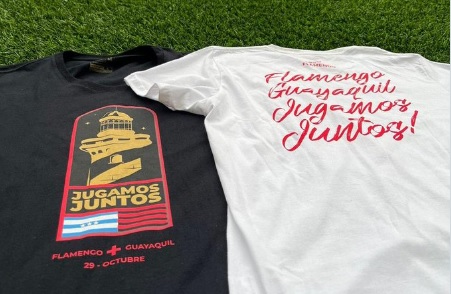 JUGAMOS
JUNTOS
FLAMENGO + GUAYAQUIL
29 - OCTUBRE
Flamengo
Guayaquil
Jugamos
Juntos!